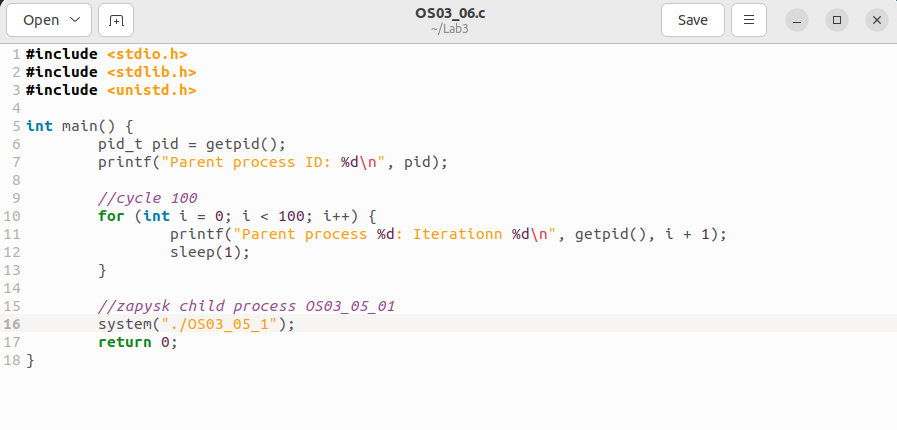 Open
OS03_06.c
~/Lab3
Save
1 #include <stdio.h>
2 #include <stdlib.h>
3 #include <unistd.h>
4
5 int main() {
6 pid_t pid = getpid();
7 printf("Parent process ID: %d\n", pid);
8
9 //cycle 100
10 for (int i = 0; i < 100; i++) {
11 printf("Parent process %d: Iterationn %d\n", getpid(), i + 1);
12 sleep(1);
13 }
14
15 //zapysk child process OS03_05_01
16 system("./OS03_05_1");
17 return 0;
18 }